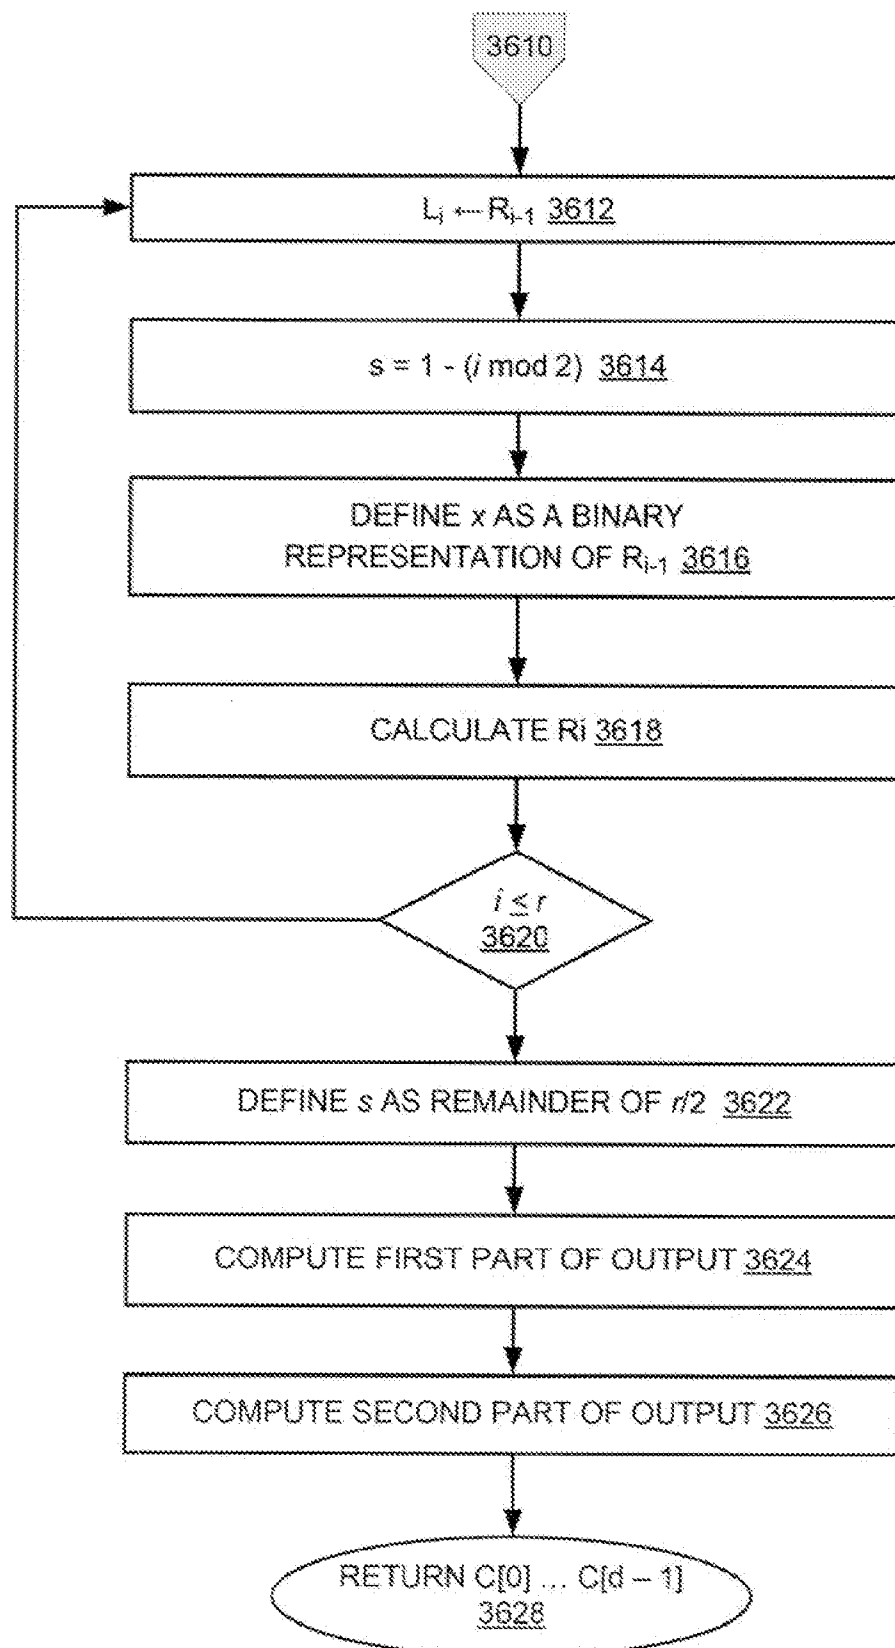 3610
Lᵢ ← Rᵢ₋₁ 3612
s = 1 - (i mod 2) 3614
DEFINE x AS A BINARY
REPRESENTATION OF Rᵢ₋₁ 3616
CALCULATE Ri 3618
i ≤ r
3620
DEFINE s AS REMAINDER OF r/2 3622
COMPUTE FIRST PART OF OUTPUT 3624
COMPUTE SECOND PART OF OUTPUT 3626
RETURN C[0] ... C[d – 1]
3628